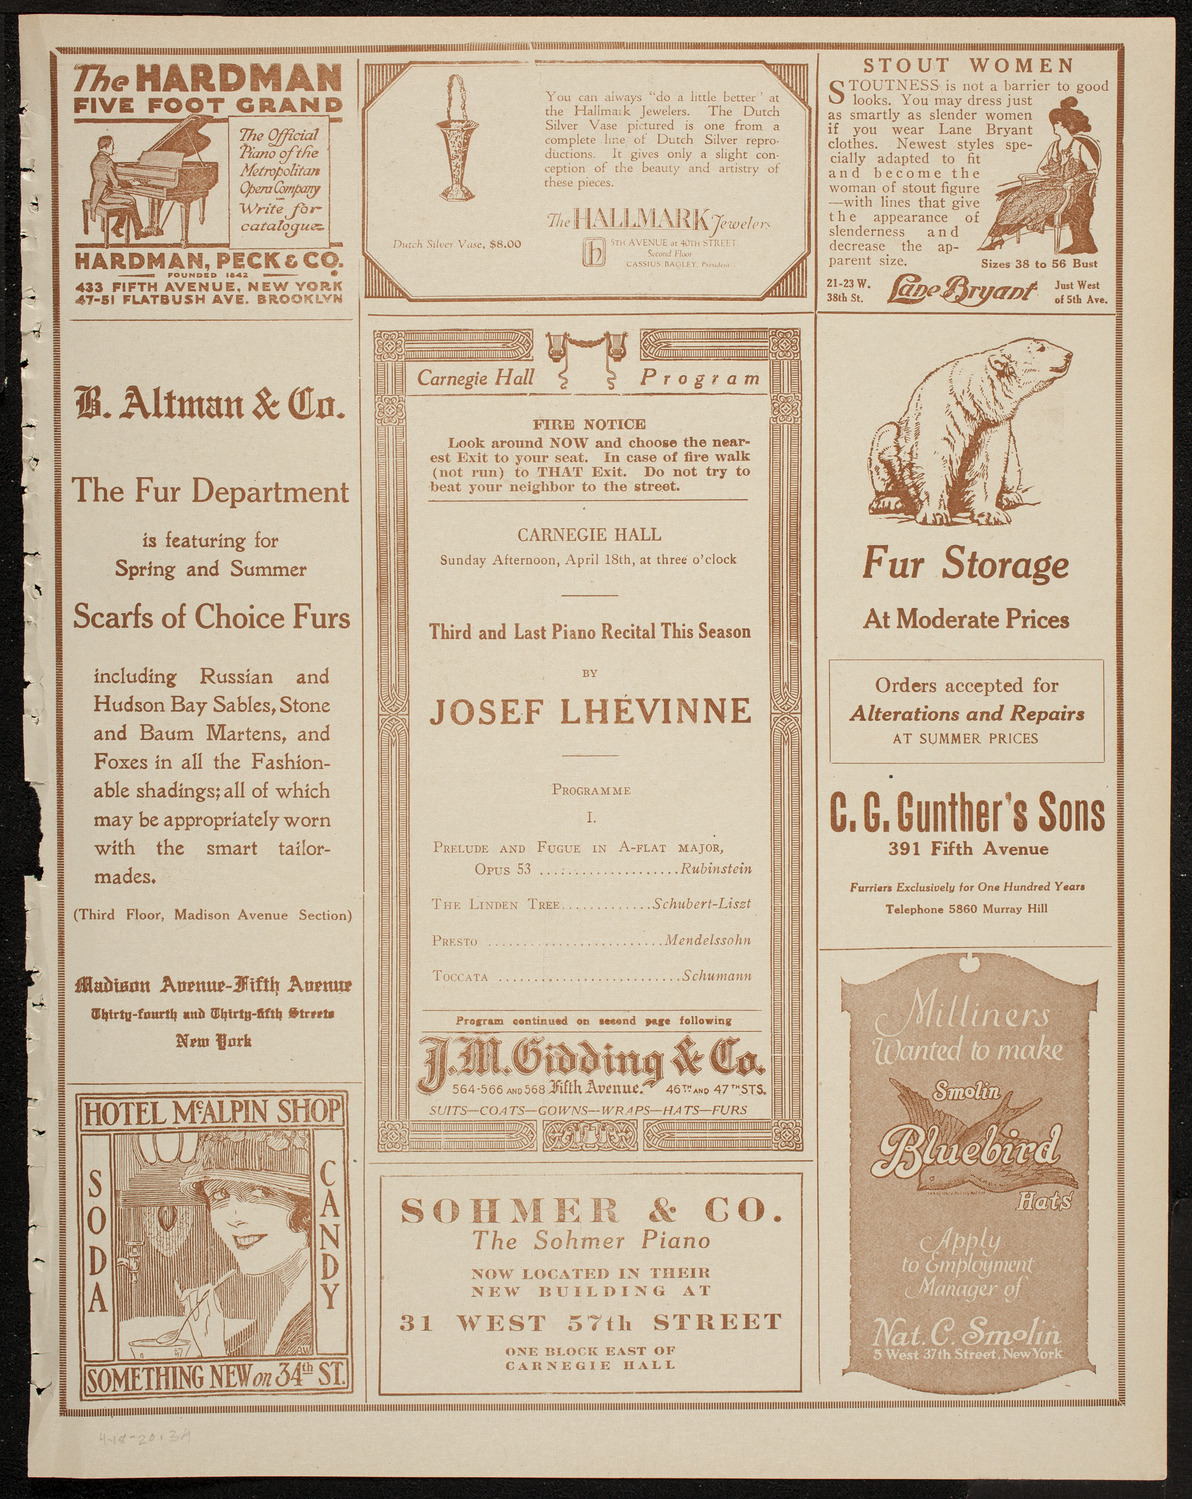 The HARDMAN
FIVE FOOT GRAND
The Official
Piano of the
Metropolitan
Opera Company
Write for
catalogue
HARDMAN, PECK & CO.
FOUNDED 1842
433 FIFTH AVENUE, NEW YORK
47-51 FLATBUSH AVE. BROOKLYN
You can always "do a little better" at
the Hallmark Jewelers. The Dutch
Silver Vase pictured is one from a
complete line of Dutch Silver repro-
ductions. It gives only a slight con-
ception of the beauty and artistry of
these pieces.
The HALLMARK Jewelers
Dutch Silver Vase, $8.00
h
5TH AVENUE at 40TH STREET
Second Floor
CASSIUS BAGLEY, President
STOUT WOMEN
STOUTNESS is not a barrier to good
looks. You may dress just
as smartly as slender women
if you wear Lane Bryant
clothes. Newest styles spe-
cially adapted to fit
and become the
woman of stout figure
—with lines that give
the appearance of
slenderness and
decrease the ap-
parent size.
Sizes 38 to 56 Bust
21-23 W.
38th St.
Lane Bryant
Just West
of 5th Ave.
B. Altman & Co.
The Fur Department
is featuring for
Spring and Summer
Scarfs of Choice Furs
including Russian and
Hudson Bay Sables, Stone
and Baum Martens, and
Foxes in all the Fashion-
able shadings; all of which
may be appropriately worn
with the smart tailor-
mades.
(Third Floor, Madison Avenue Section)
Madison Avenue-Fifth Avenue
Thirty-fourth and Thirty-fifth Streets
New York
Carnegie Hall Program
FIRE NOTICE
Look around NOW and choose the near-
est Exit to your seat. In case of fire walk
(not run) to THAT Exit. Do not try to
beat your neighbor to the street.
CARNEGIE HALL
Sunday Afternoon, April 18th, at three o'clock
Third and Last Piano Recital This Season
BY
JOSEF LHÉVINNE
PROGRAMME
I.
PRELUDE AND FUGUE IN A-FLAT MAJOR,
OPUS 53 ....................Rubinstein
THE LINDEN TREE.............Schubert-Liszt
PRESTO .........................Mendelssohn
TOCCATA ..........................Schumann
Program continued on second page following
J. M. Gidding & Co.
564-566 AND 568 Fifth Avenue. 46TH AND 47TH STS.
SUITS—COATS—GOWNS—WRAPS—HATS—FURS
Fur Storage
At Moderate Prices
Orders accepted for
Alterations and Repairs
AT SUMMER PRICES
C. G. Gunther's Sons
391 Fifth Avenue
Furriers Exclusively for One Hundred Years
Telephone 5860 Murray Hill
HOTEL McALPIN SHOP
SODA
CANDY
SOMETHING NEW on 34th ST.
SOHMER & CO.
The Sohmer Piano
NOW LOCATED IN THEIR
NEW BUILDING AT
31 WEST 57th STREET
ONE BLOCK EAST OF
CARNEGIE HALL
Milliners
Wanted to make
Smolin
Bluebird
Hats
Apply
to Employment
Manager of
Nat. C. Smolin
5 West 37th Street, New York
4-18-20.3A